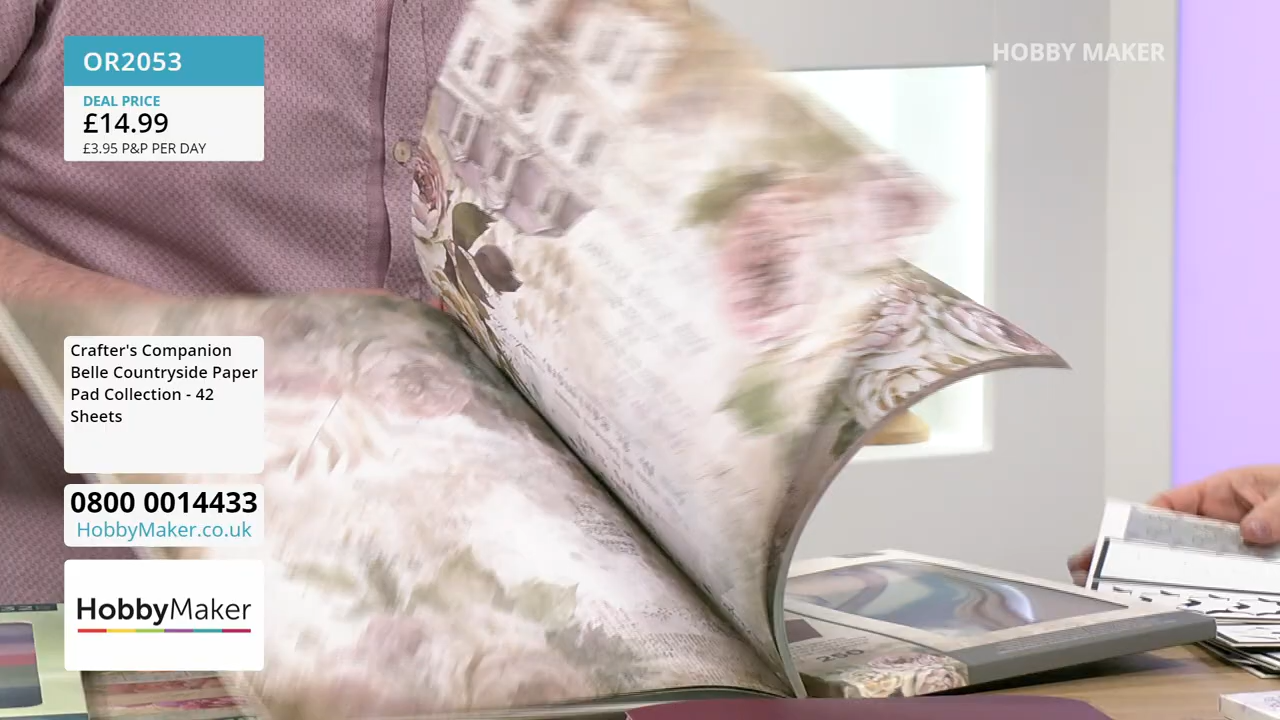 OR2053
DEAL PRICE
£14.99
£3.95 P&P PER DAY
HOBBY MAKER
Crafter's Companion
Belle Countryside Paper
Pad Collection - 42
Sheets
0800 0014433
HobbyMaker.co.uk
HobbyMaker
250